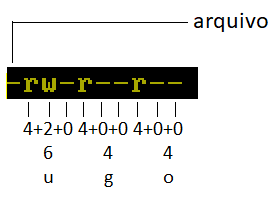 arquivo
-rw-r--r--
4+2+0 4+0+0 4+0+0
6 4 4
u g o